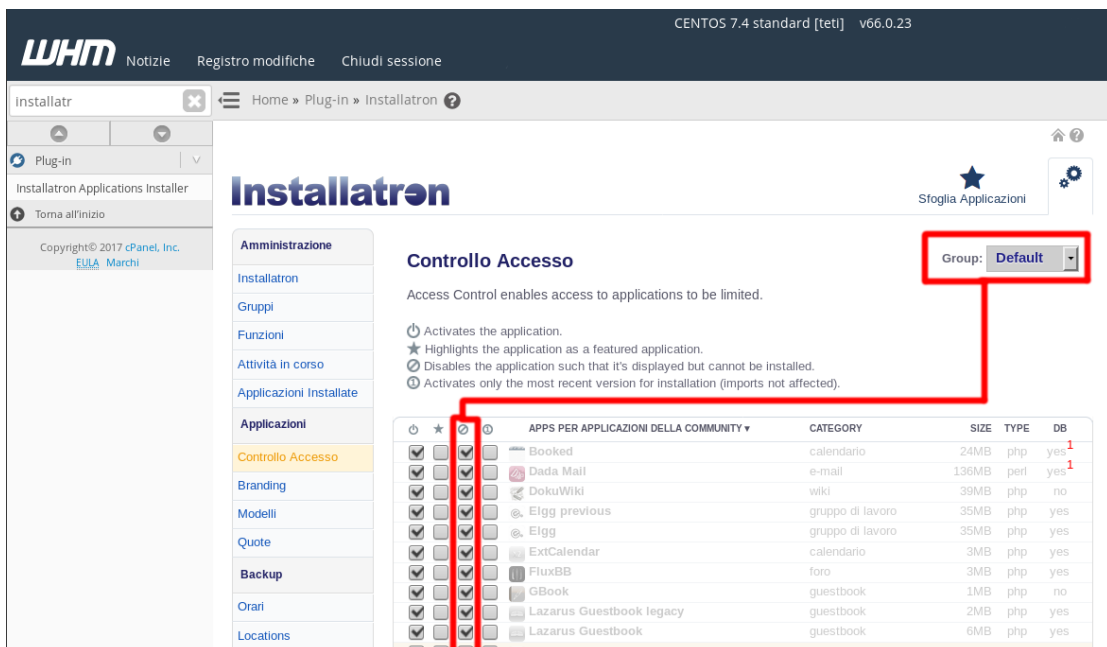 CENTOS 7.4 standard [teti] v66.0.23
WHM Notizie Registro modifiche Chiudi sessione
installatr
Home » Plug-in » Installatron
Plug-in
Installatron Applications Installer
Torna all'inizio
Copyright© 2017 cPanel, Inc.
EULA Marchi
Installatron
Sfoglia Applicazioni
Amministrazione
Installatron
Gruppi
Funzioni
Attività in corso
Applicazioni Installate
Applicazioni
Controllo Accesso
Branding
Modelli
Quote
Backup
Orari
Locations
Controllo Accesso
Group: Default
Access Control enables access to applications to be limited.
Activates the application.
Highlights the application as a featured application.
Disables the application such that it's displayed but cannot be installed.
Activates only the most recent version for installation (imports not affected).
APPS PER APPLICAZIONI DELLA COMMUNITY ▾ CATEGORY SIZE TYPE DB
Booked calendario 24MB php yes 1
Dada Mail e-mail 136MB perl yes 1
DokuWiki wiki 39MB php no
Elgg previous gruppo di lavoro 35MB php yes
Elgg gruppo di lavoro 35MB php yes
ExtCalendar calendario 3MB php yes
FluxBB foro 3MB php yes
GBook guestbook 1MB php no
Lazarus Guestbook legacy guestbook 2MB php yes
Lazarus Guestbook guestbook 6MB php yes